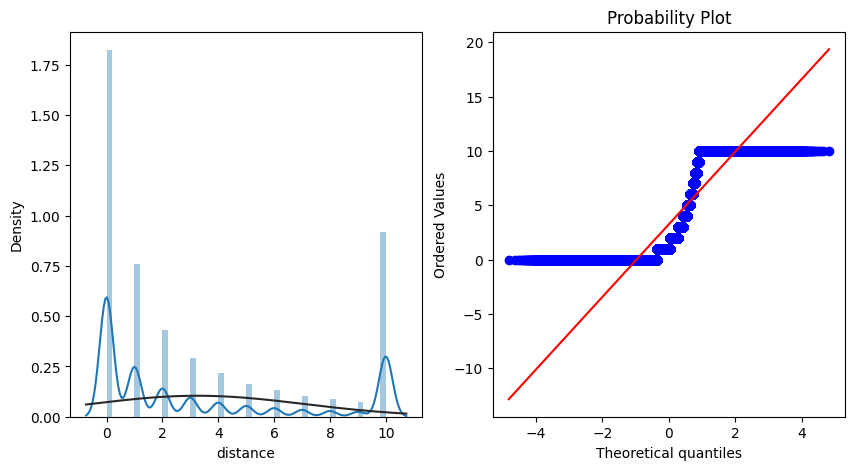 Density
1.75
1.50
1.25
1.00
0.75
0.50
0.25
0.00
0 2 4 6 8 10
distance
Probability Plot
Ordered Values
20
15
10
5
0
−5
−10
−4 −2 0 2 4
Theoretical quantiles